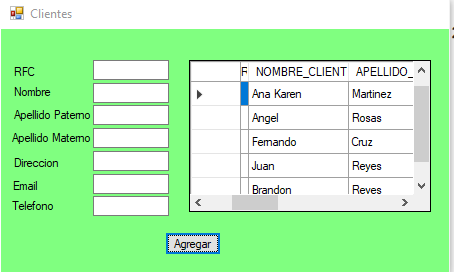 Clientes
RFC
Nombre
Apellido Paterno
Apellido Materno
Direccion
Email
Telefono
R NOMBRE_CLIENT APELLIDO_
Ana Karen Martinez
Angel Rosas
Fernando Cruz
Juan Reyes
Brandon Reyes
Agregar